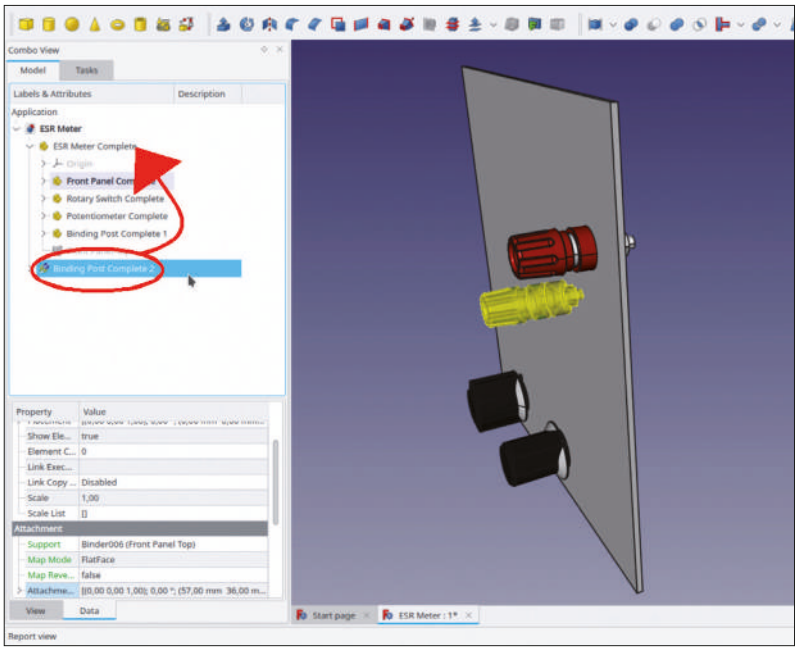 Combo View
Model Tasks
Labels & Attributes Description
Application
ESR Meter
ESR Meter Complete
Origin
Front Panel Com
Rotary Switch Complete
Potentiometer Complete
Binding Post Complete 1
Binding Post Complete 2
Property Value
Show Ele... true
Element C... 0
Link Exec...
Link Copy ... Disabled
Scale 1,00
Scale List []
Attachment
Support Binder006 (Front Panel Top)
Map Mode FlatFace
Map Reve... false
Attachme... [(0,00 0,00 1,00); 0,00 °; (57,00 mm 36,00 m...
View Data
Start page ESR Meter : 1*
Report view